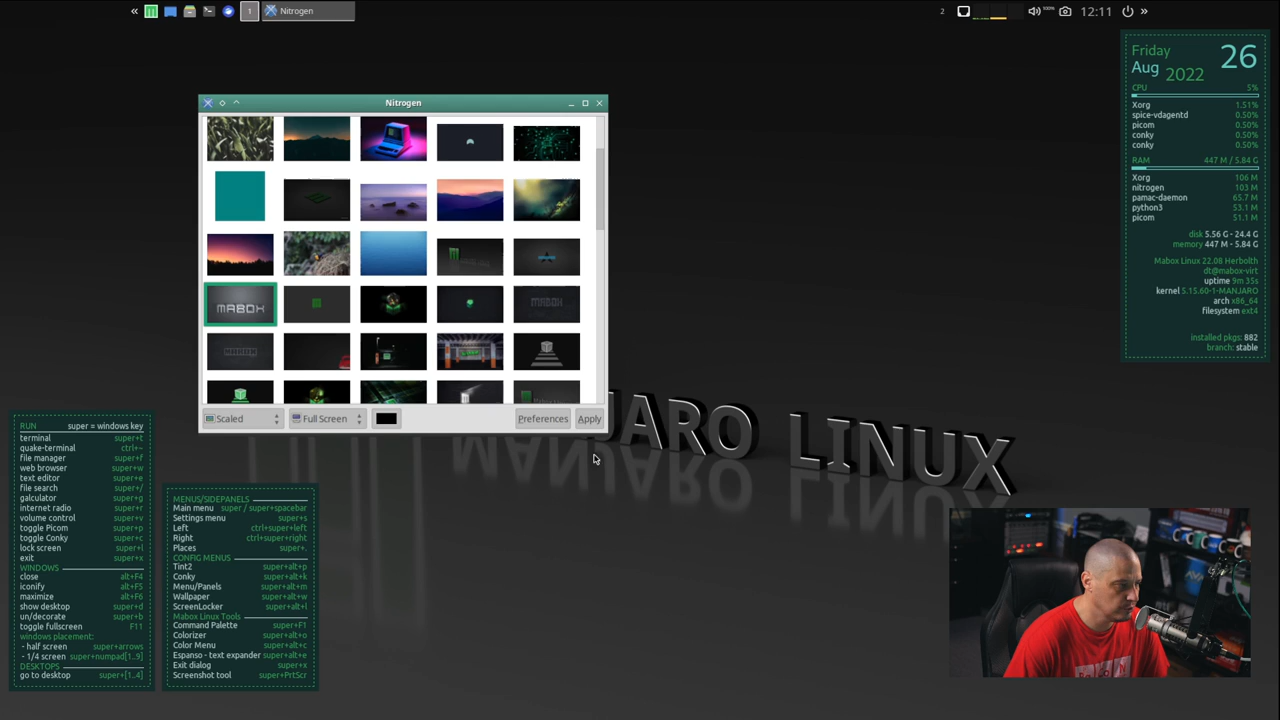 «
1
Nitrogen
2
100%
12:11
»
Friday
26
Aug 2022
CPU 5%
Xorg 1.51%
spice-vdagentd 0.50%
picom 0.50%
conky 0.50%
conky 0.50%
RAM 447 M / 5.84 G
Xorg 106 M
nitrogen 103 M
pamac-daemon 65.7 M
python3 53.1 M
picom 51.1 M
disk 5.56 G - 24.4 G
memory 447 M - 5.84 G
Mabox Linux 22.08 Herbolth
dt@mabox-virt
uptime 9m 35s
kernel 5.15.60-1-MANJARO
arch x86_64
filesystem ext4
installed pkgs: 882
branch: stable
Nitrogen
MABOX
MABOX
MABOX
Scaled
Full Screen
Preferences
Apply
JARO LINUX
RUN super = windows key
terminal super+t
quake-terminal ctrl+~
file manager super+f
web browser super+w
text editor super+e
file search super+/
galculator super+g
internet radio super+r
volume control super+v
toggle Picom super+p
toggle Conky super+c
lock screen super+l
exit super+x
WINDOWS
close alt+F4
iconify alt+F5
maximize alt+F6
show desktop super+d
un/decorate super+b
toggle fullscreen F11
windows placement:
- half screen super+arrows
- 1/4 screen super+numpad[1..9]
DESKTOPS
go to desktop super+[1..4]
MENUS/SIDEPANELS
Main menu super / super+spacebar
Settings menu super+s
Left ctrl+super+left
Right ctrl+super+right
Places super+.
CONFIG MENUS
Tint2 super+alt+p
Conky super+alt+k
Menu/Panels super+alt+m
Wallpaper super+alt+w
ScreenLocker super+alt+l
Mabox Linux Tools
Command Palette super+F1
Colorizer super+alt+o
Color Menu super+alt+c
Espanso - text expander super+alt+e
Exit dialog super+x
Screenshot tool super+PrtScr